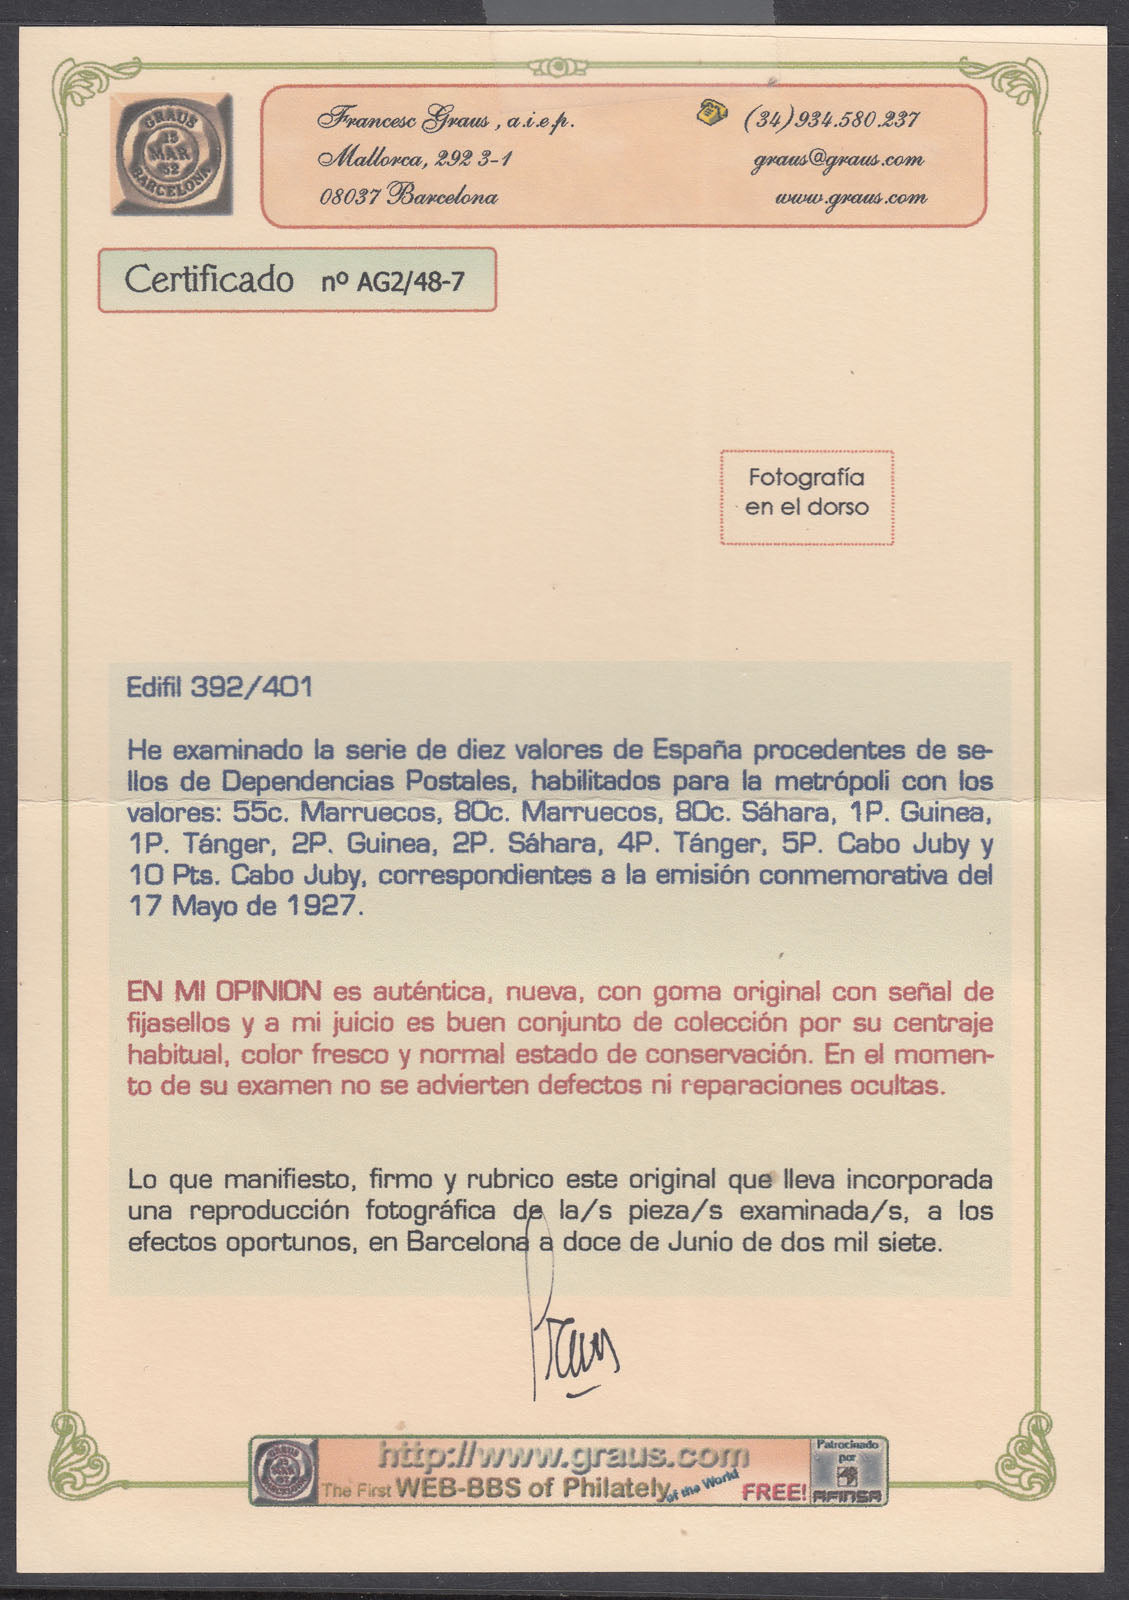 GRAUS
15
MAR
52
BARCELONA
Francesc Graus, a.i.e.p.
Mallorca, 292 3-1
08037 Barcelona
(34)934.580.237
graus@graus.com
www.graus.com
Certificado nº AG2/48-7
Fotografía
en el dorso
Edifil 392/401
He examinado la serie de diez valores de España procedentes de se-
llos de Dependencias Postales, habilitados para la metrópoli con los
valores: 55c. Marruecos, 80c. Marruecos, 80c. Sáhara, 1P. Guinea,
1P. Tánger, 2P. Guinea, 2P. Sáhara, 4P. Tánger, 5P. Cabo Juby y
10 Pts. Cabo Juby, correspondientes a la emisión conmemorativa del
17 Mayo de 1927.
EN MI OPINION es auténtica, nueva, con goma original con señal de
fijasellos y a mi juicio es buen conjunto de colección por su centraje
habitual, color fresco y normal estado de conservación. En el momen-
to de su examen no se advierten defectos ni reparaciones ocultas.
Lo que manifiesto, firmo y rubrico este original que lleva incorporada
una reproducción fotográfica de la/s pieza/s examinada/s, a los
efectos oportunos, en Barcelona a doce de Junio de dos mil siete.
Graus
http://www.graus.com
The First WEB-BBS of Philately of the World FREE!
Patrocinado
por
AFINSA